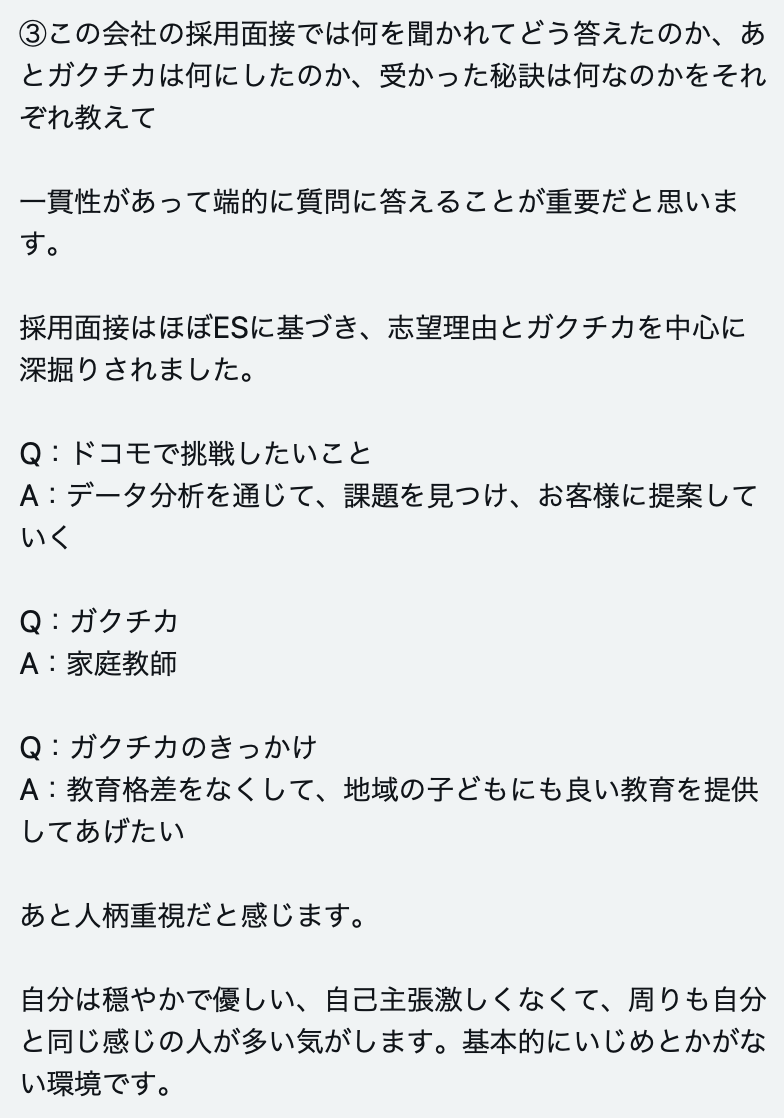 ③この会社の採用面接では何を聞かれてどう答えたのか、あ
とガクチカは何にしたのか、受かった秘訣は何なのかをそれ
ぞれ教えて
一貫性があって端的に質問に答えることが重要だと思いま
す。
採用面接はほぼESに基づき、志望理由とガクチカを中心に
深掘りされました。
Q：ドコモで挑戦したいこと
A：データ分析を通じて、課題を見つけ、お客様に提案して
いく
Q：ガクチカ
A：家庭教師
Q：ガクチカのきっかけ
A：教育格差をなくして、地域の子どもにも良い教育を提供
してあげたい
あと人柄重視だと感じます。
自分は穏やかで優しい、自己主張激しくなくて、周りも自分
と同じ感じの人が多い気がします。基本的にいじめとかがな
い環境です。